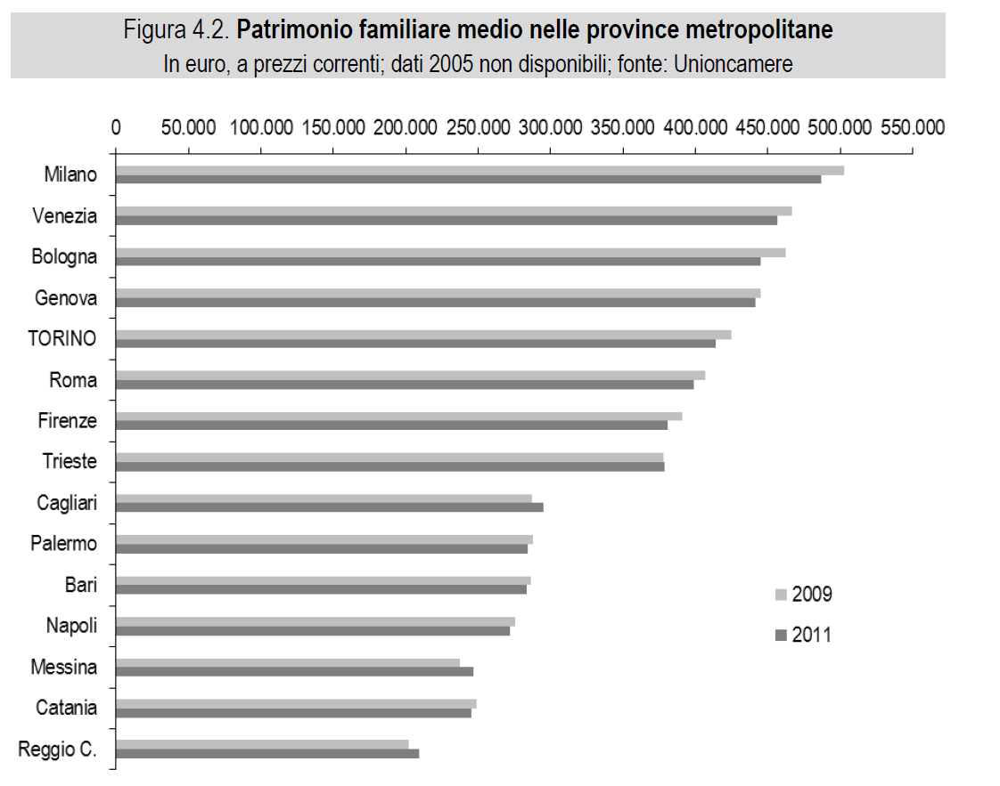 Figura 4.2. Patrimonio familiare medio nelle province metropolitane
In euro, a prezzi correnti; dati 2005 non disponibili; fonte: Unioncamere
0 50.000 100.000 150.000 200.000 250.000 300.000 350.000 400.000 450.000 500.000 550.000
Milano
Venezia
Bologna
Genova
TORINO
Roma
Firenze
Trieste
Cagliari
Palermo
Bari
2009
Napoli
2011
Messina
Catania
Reggio C.